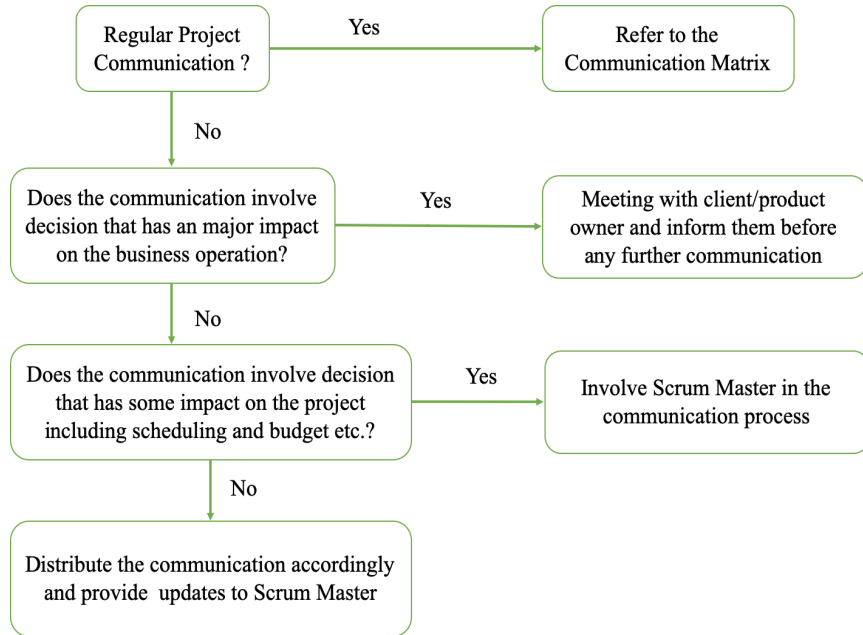 Regular Project
Communication ?
Yes
Refer to the
Communication Matrix
No
Does the communication involve
decision that has an major impact
on the business operation?
Yes
Meeting with client/product
owner and inform them before
any further communication
No
Does the communication involve decision
that has some impact on the project
including scheduling and budget etc.?
Yes
Involve Scrum Master in the
communication process
No
Distribute the communication accordingly
and provide updates to Scrum Master